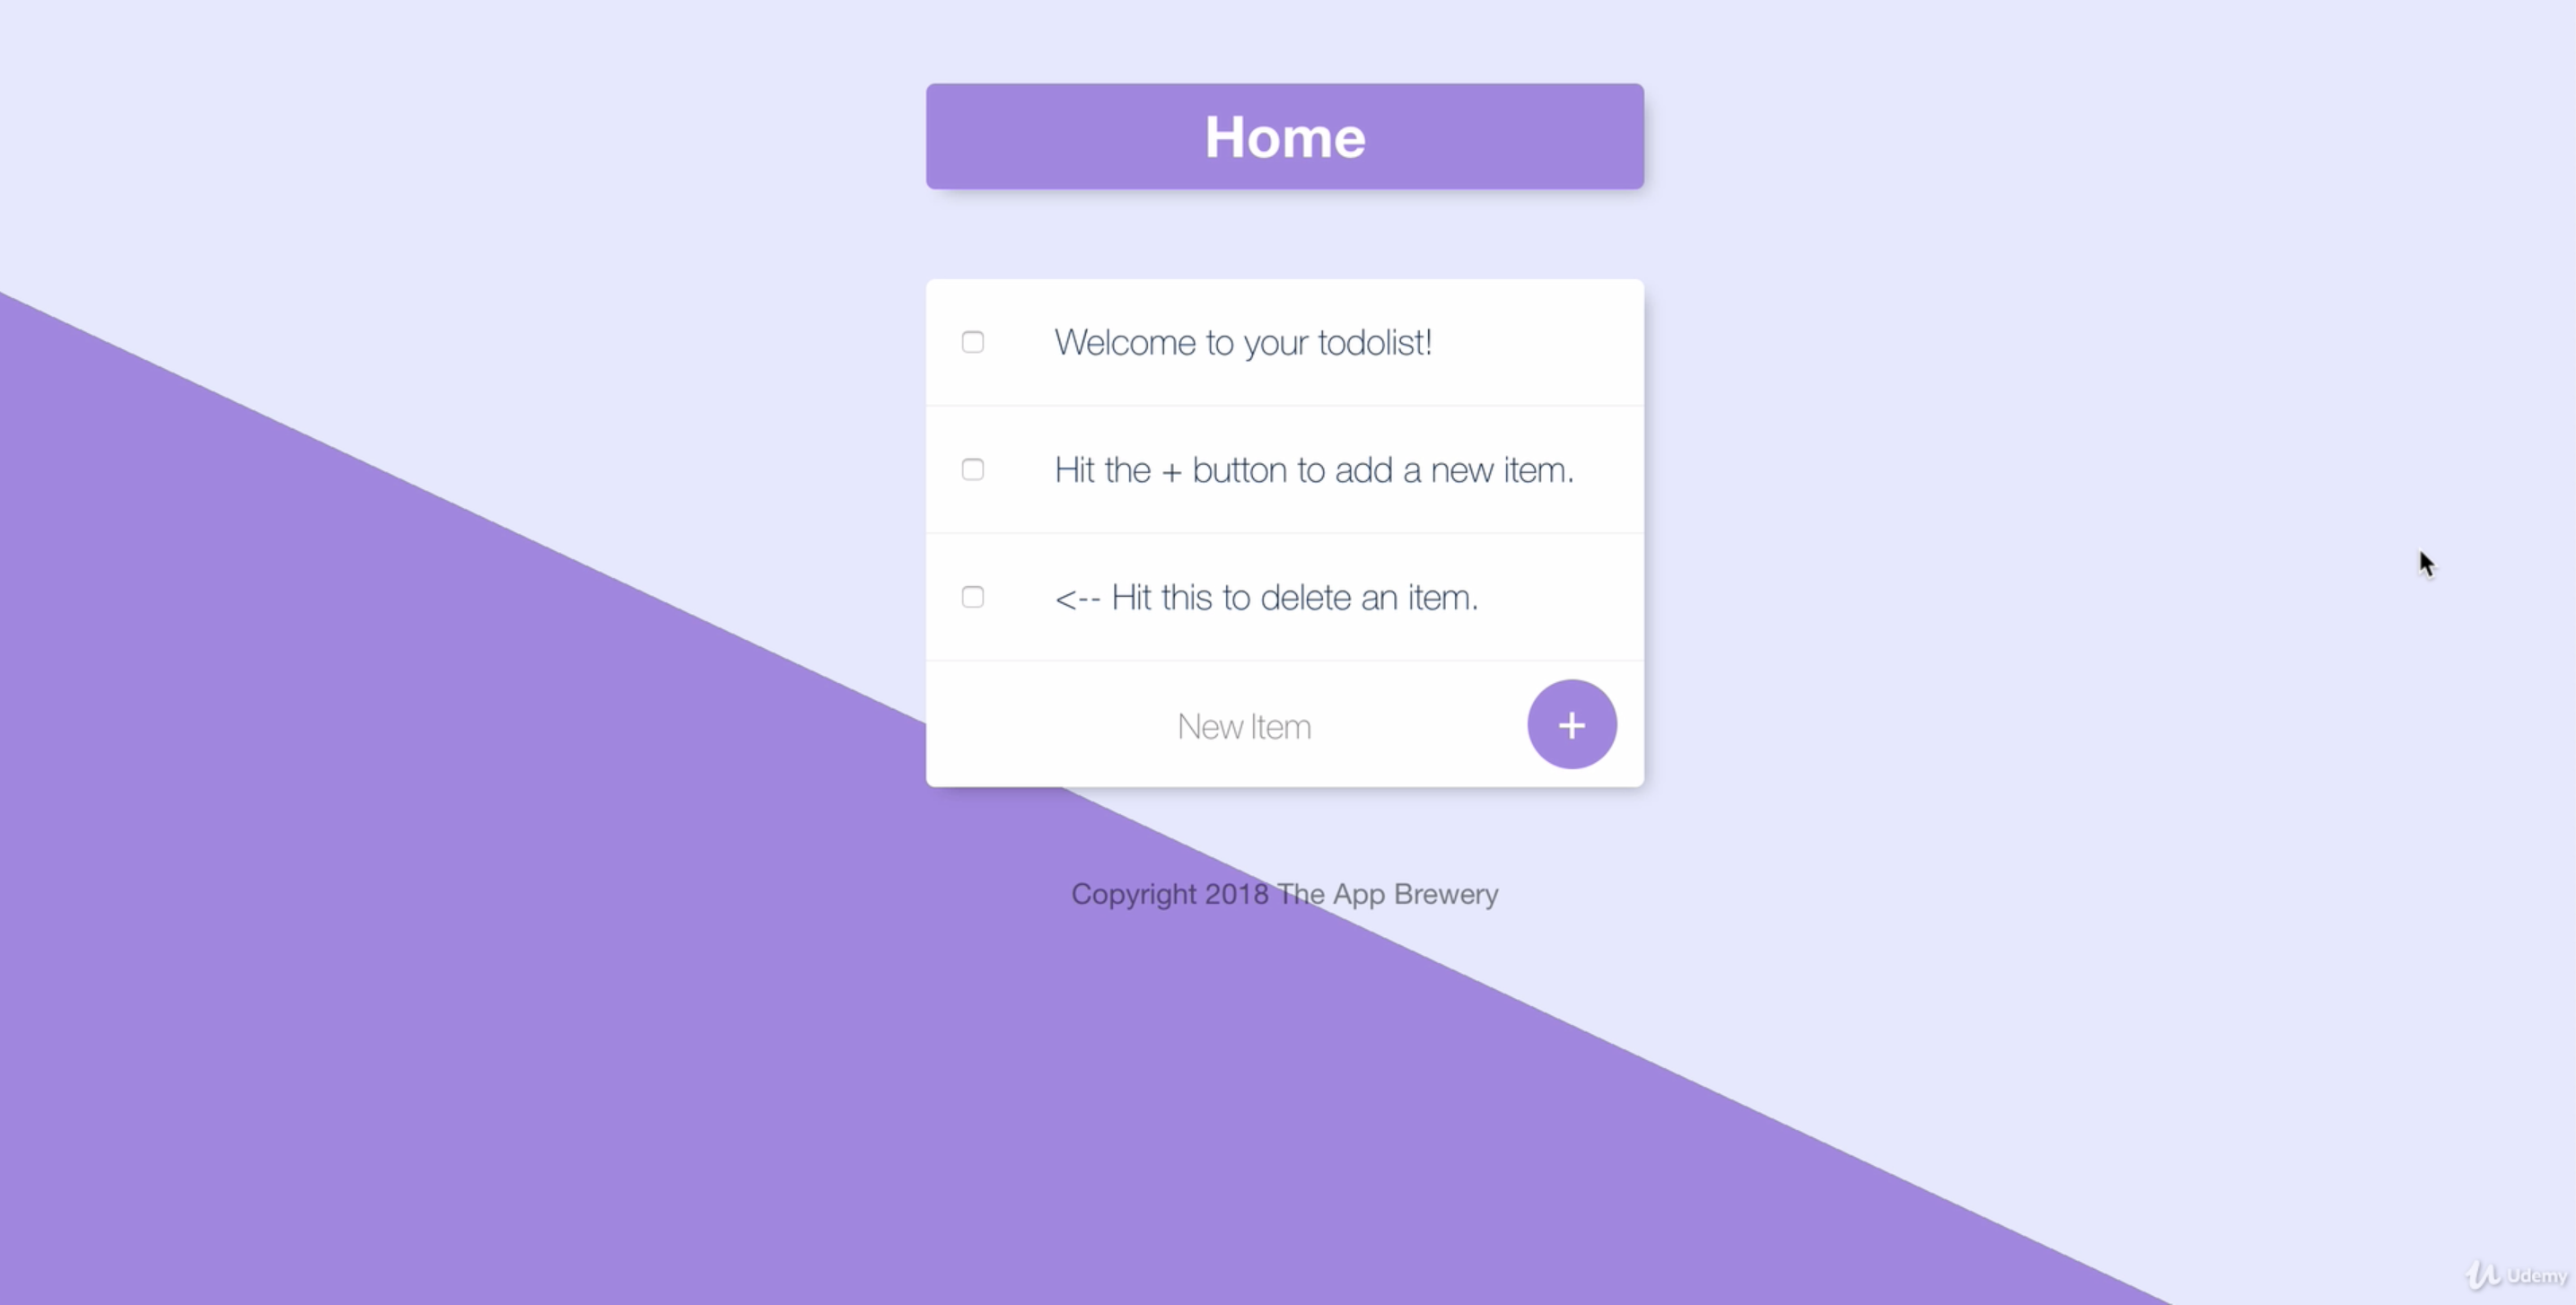 Home
Welcome to your todolist!
Hit the + button to add a new item.
<-- Hit this to delete an item.
New Item
+
Copyright 2018 The App Brewery
Udemy